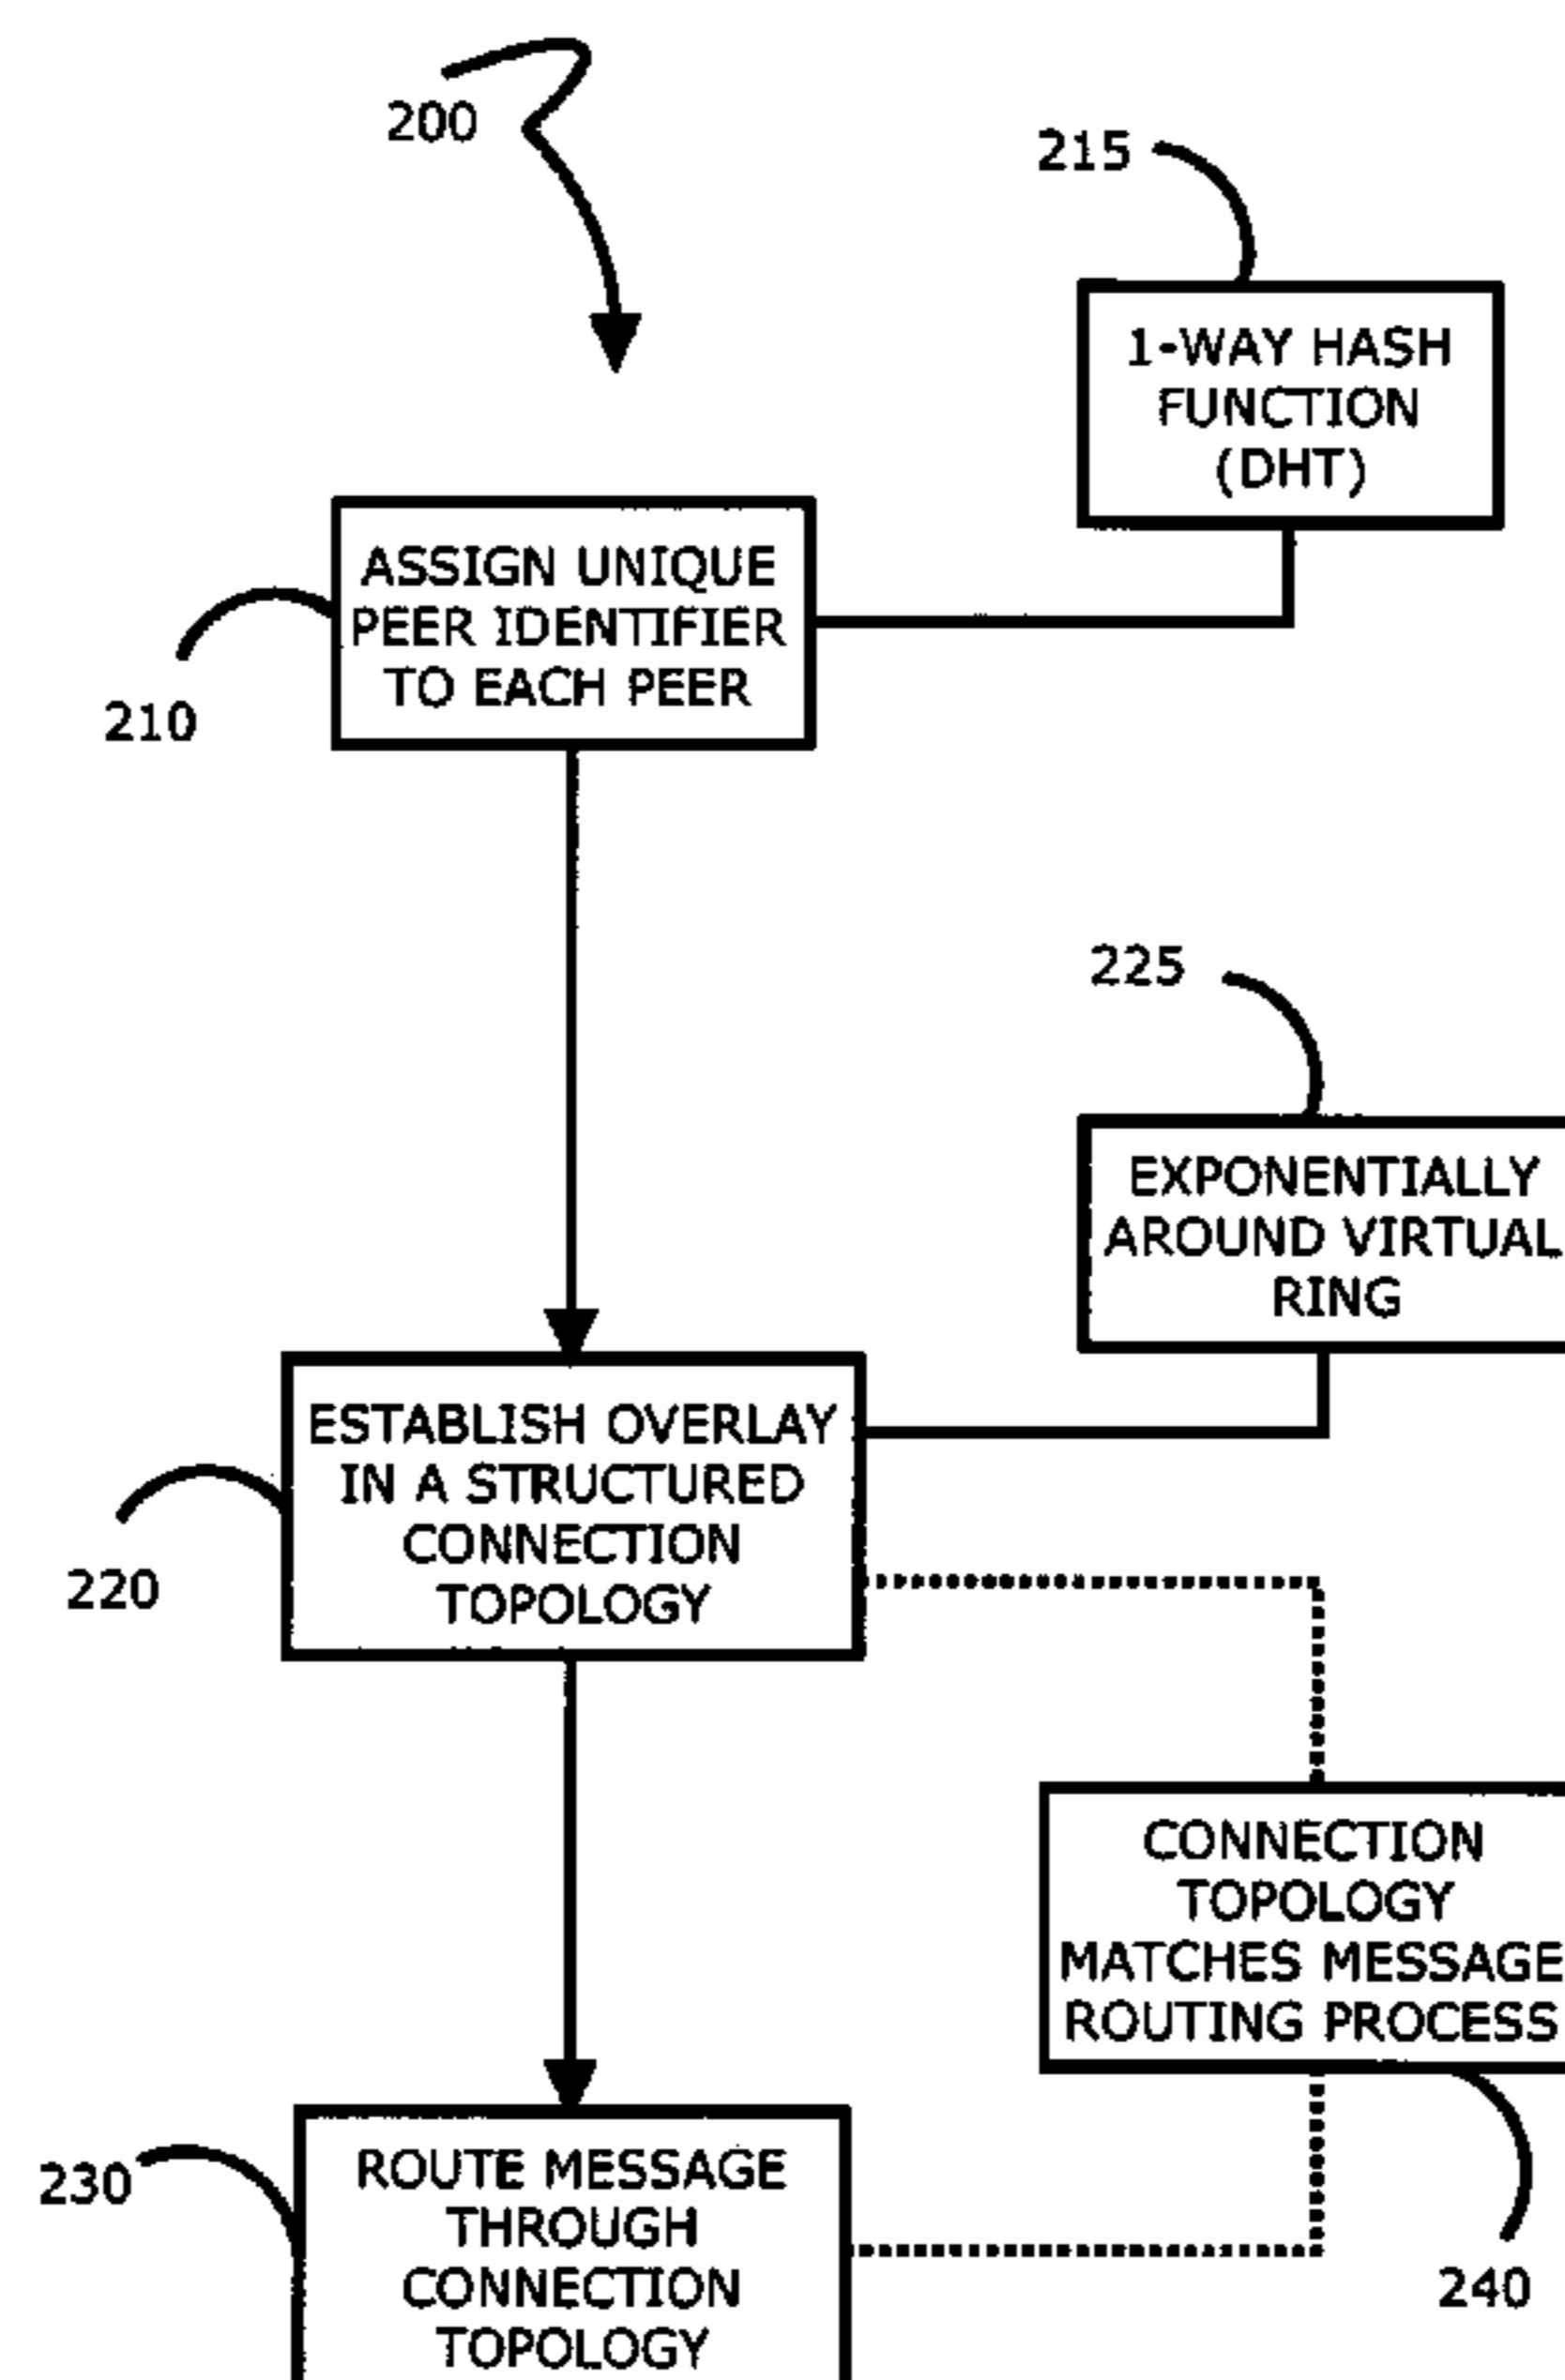 200
215
1-WAY HASH
FUNCTION
(DHT)
ASSIGN UNIQUE
PEER IDENTIFIER
TO EACH PEER
210
225
EXPONENTIALLY
AROUND VIRTUAL
RING
ESTABLISH OVERLAY
IN A STRUCTURED
CONNECTION
TOPOLOGY
220
CONNECTION
TOPOLOGY
MATCHES MESSAGE
ROUTING PROCESS
230
ROUTE MESSAGE
THROUGH
CONNECTION
TOPOLOGY
240